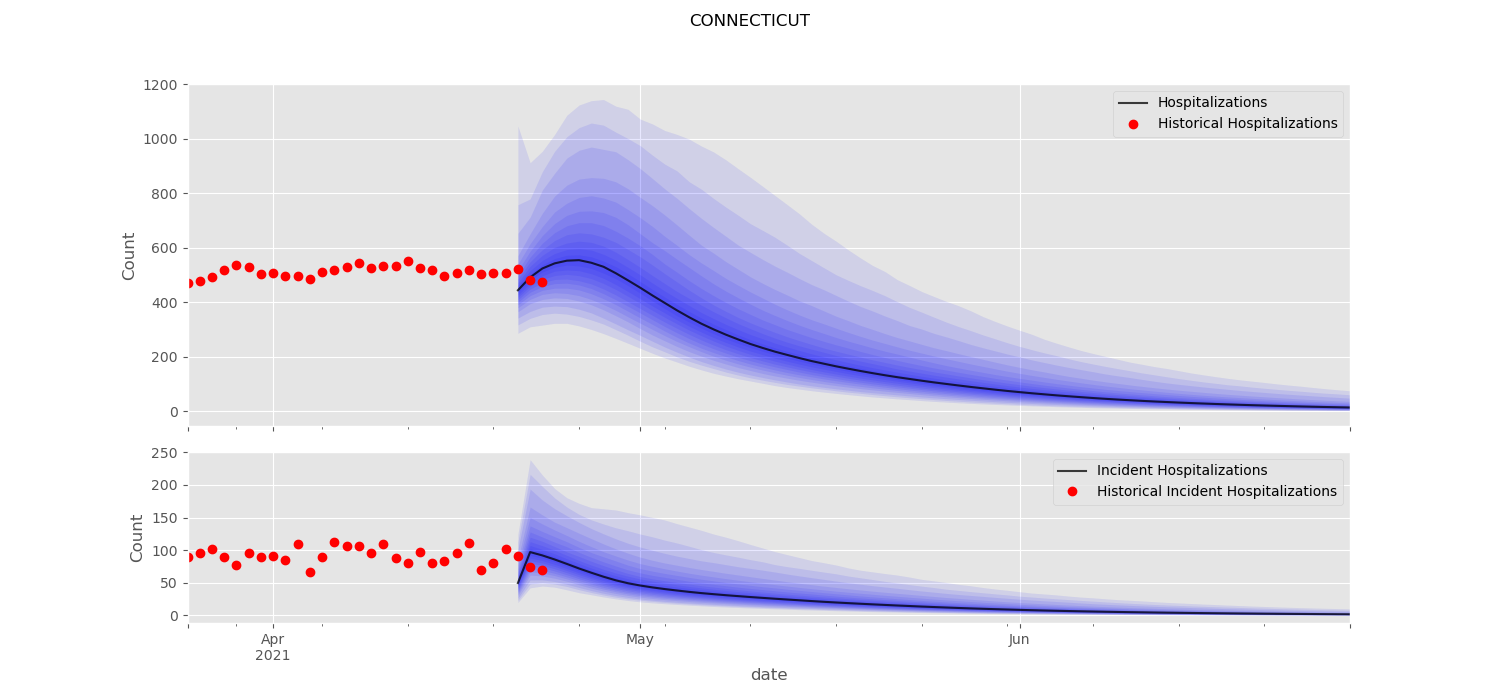 CONNECTICUT
1200
1000
800
600
400
200
0
Count
Hospitalizations
Historical Hospitalizations
250
200
150
100
50
0
Count
Incident Hospitalizations
Historical Incident Hospitalizations
Apr
2021
May
Jun
date